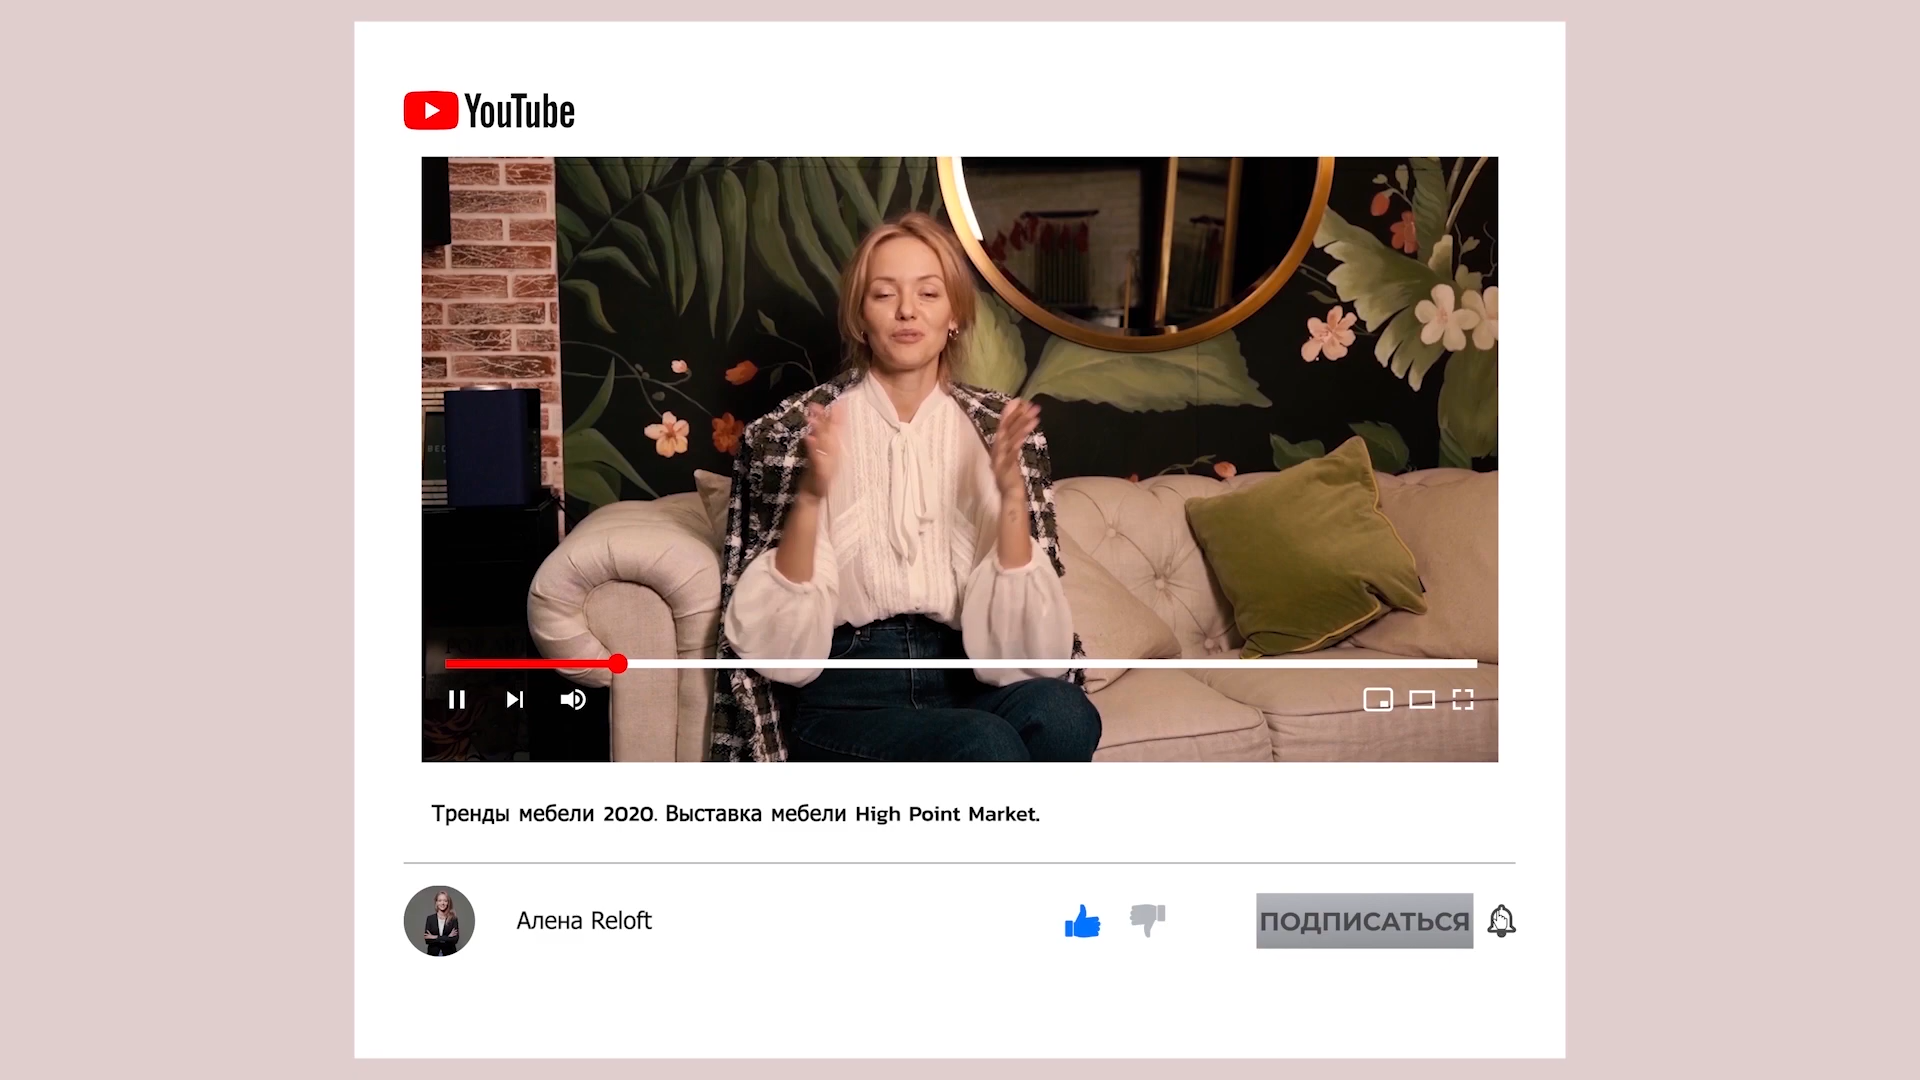 YouTube
Тренды мебели 2020. Выставка мебели High Point Market.
Алена Reloft
ПОДПИСАТЬСЯ